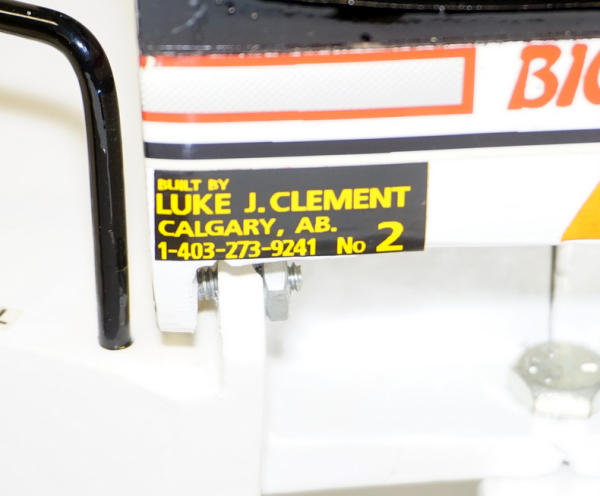 BUILT BY
LUKE J. CLEMENT
CALGARY, AB.
1-403-273-9241 No 2